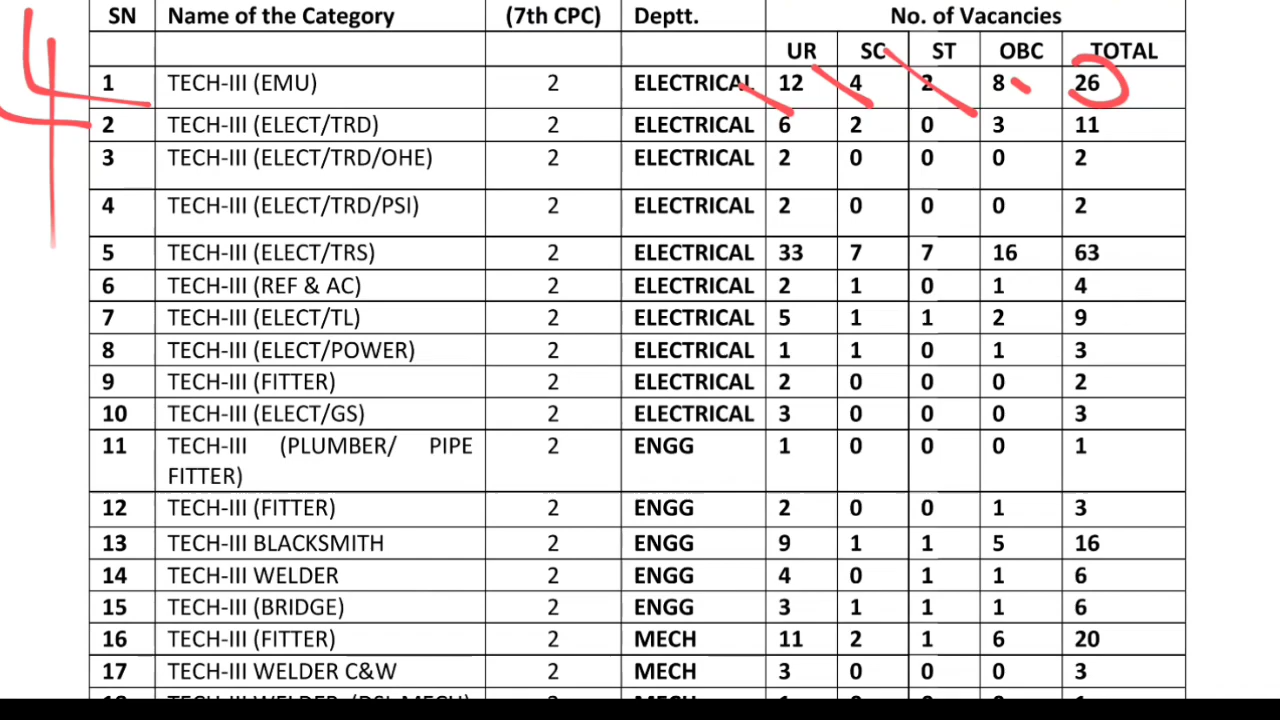 SN Name of the Category (7th CPC) Deptt. No. of Vacancies
UR SC ST OBC TOTAL
1 TECH-III (EMU) 2 ELECTRICAL 12 4 2 8 26
2 TECH-III (ELECT/TRD) 2 ELECTRICAL 6 2 0 3 11
3 TECH-III (ELECT/TRD/OHE) 2 ELECTRICAL 2 0 0 0 2
4 TECH-III (ELECT/TRD/PSI) 2 ELECTRICAL 2 0 0 0 2
5 TECH-III (ELECT/TRS) 2 ELECTRICAL 33 7 7 16 63
6 TECH-III (REF & AC) 2 ELECTRICAL 2 1 0 1 4
7 TECH-III (ELECT/TL) 2 ELECTRICAL 5 1 1 2 9
8 TECH-III (ELECT/POWER) 2 ELECTRICAL 1 1 0 1 3
9 TECH-III (FITTER) 2 ELECTRICAL 2 0 0 0 2
10 TECH-III (ELECT/GS) 2 ELECTRICAL 3 0 0 0 3
11 TECH-III (PLUMBER/ PIPE 2 ENGG 1 0 0 0 1
FITTER)
12 TECH-III (FITTER) 2 ENGG 2 0 0 1 3
13 TECH-III BLACKSMITH 2 ENGG 9 1 1 5 16
14 TECH-III WELDER 2 ENGG 4 0 1 1 6
15 TECH-III (BRIDGE) 2 ENGG 3 1 1 1 6
16 TECH-III (FITTER) 2 MECH 11 2 1 6 20
17 TECH-III WELDER C&W 2 MECH 3 0 0 0 3